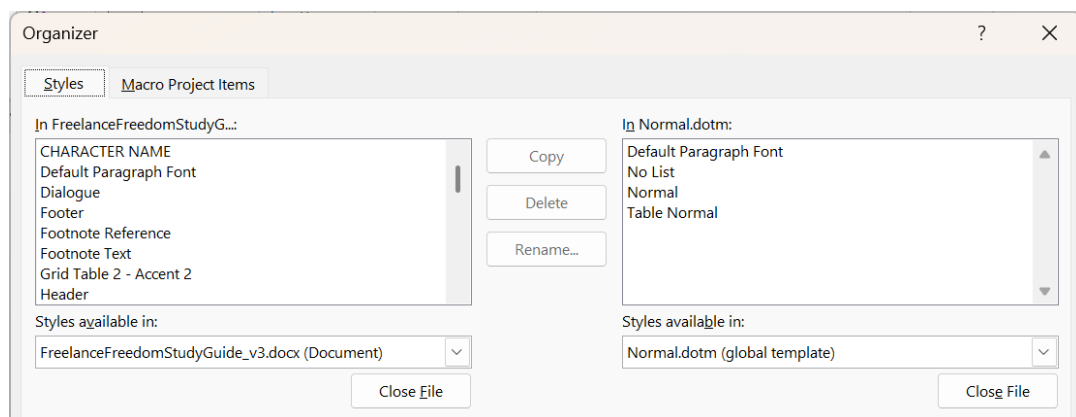 Organizer
Styles
Macro Project Items
In FreelanceFreedomStudyG...:
CHARACTER NAME
Default Paragraph Font
Dialogue
Footer
Footnote Reference
Footnote Text
Grid Table 2 - Accent 2
Header
Styles available in:
FreelanceFreedomStudyGuide_v3.docx (Document)
Close File
Copy
Delete
Rename...
In Normal.dotm:
Default Paragraph Font
No List
Normal
Table Normal
Styles available in:
Normal.dotm (global template)
Close File